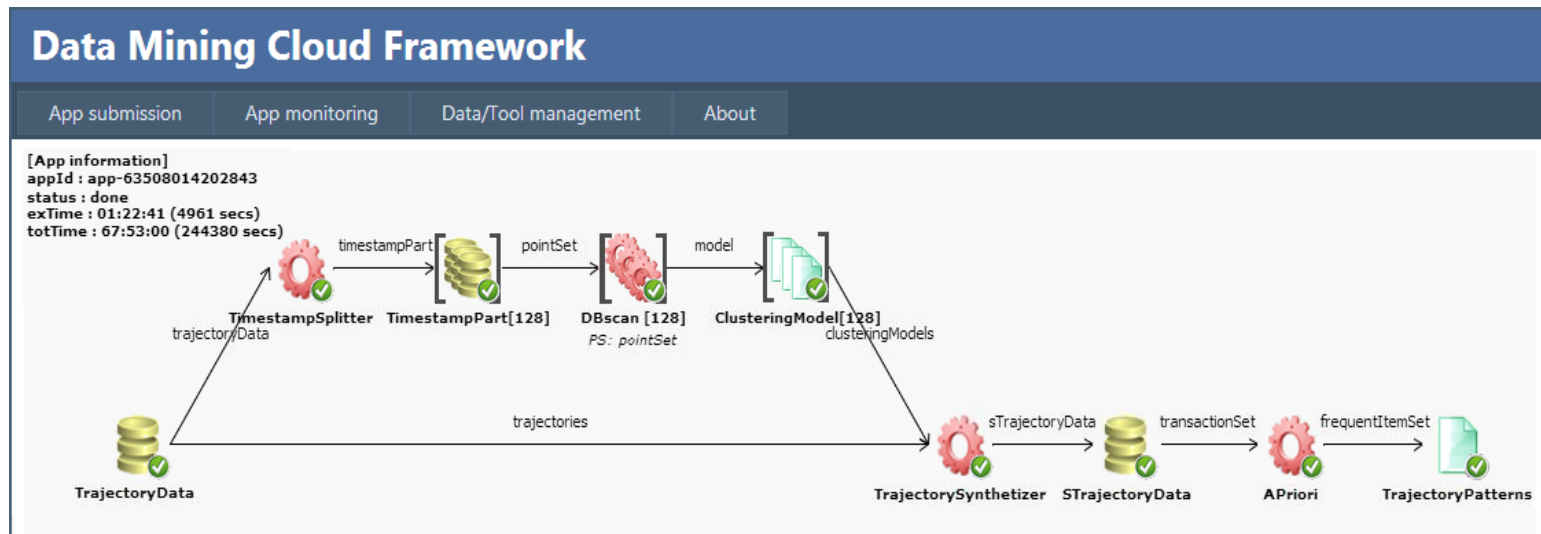 Data Mining Cloud Framework
App submission App monitoring Data/Tool management About
[App information]
appId : app-63508014202843
status : done
exTime : 01:22:41 (4961 secs)
totTime : 67:53:00 (244380 secs)
timestampPart pointSet model
TimestampSplitter TimestampPart[128] DBscan [128] ClusteringModel[128]
trajectoryData PS: pointSet clusteringModels
trajectories sTrajectoryData transactionSet frequentItemSet
TrajectoryData TrajectorySynthetizer STrajectoryData APriori TrajectoryPatterns